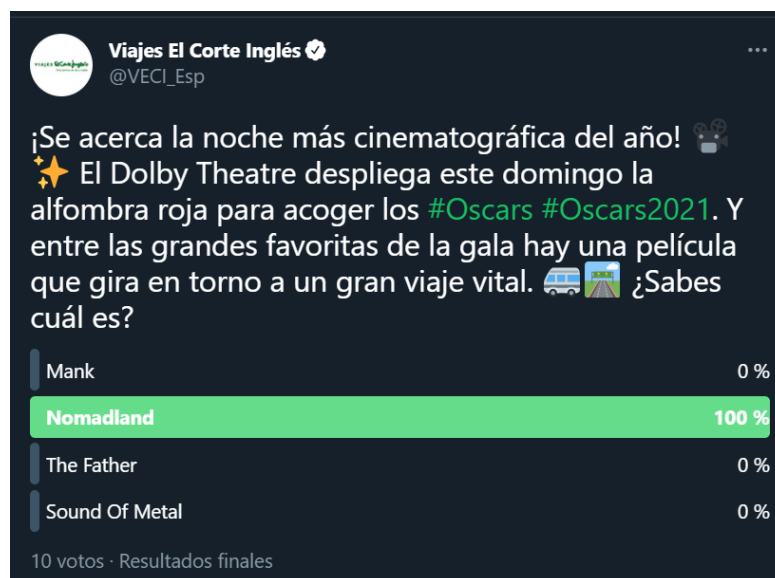 Viajes El Corte Inglés
@VECI_Esp
¡Se acerca la noche más cinematográfica del año!
El Dolby Theatre despliega este domingo la
alfombra roja para acoger los #Oscars #Oscars2021. Y
entre las grandes favoritas de la gala hay una película
que gira en torno a un gran viaje vital. ¿Sabes
cuál es?
Mank 0 %
Nomadland 100 %
The Father 0 %
Sound Of Metal 0 %
10 votos · Resultados finales